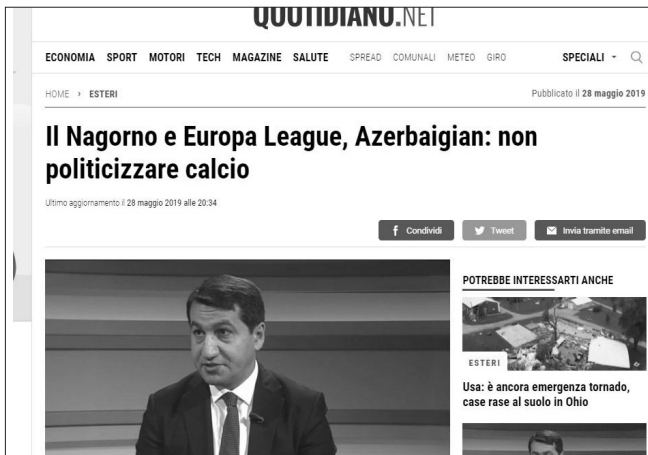 QUOTIDIANO.NET
ECONOMIA SPORT MOTORI TECH MAGAZINE SALUTE SPREAD COMUNALI METEO GIRO SPECIALI
HOME › ESTERI
Pubblicato il 28 maggio 2019
Il Nagorno e Europa League, Azerbaigian: non
politicizzare calcio
Ultimo aggiornamento il 28 maggio 2019 alle 20:34
Condividi Tweet Invia tramite email
POTREBBE INTERESSARTI ANCHE
ESTERI
Usa: è ancora emergenza tornado,
case rase al suolo in Ohio